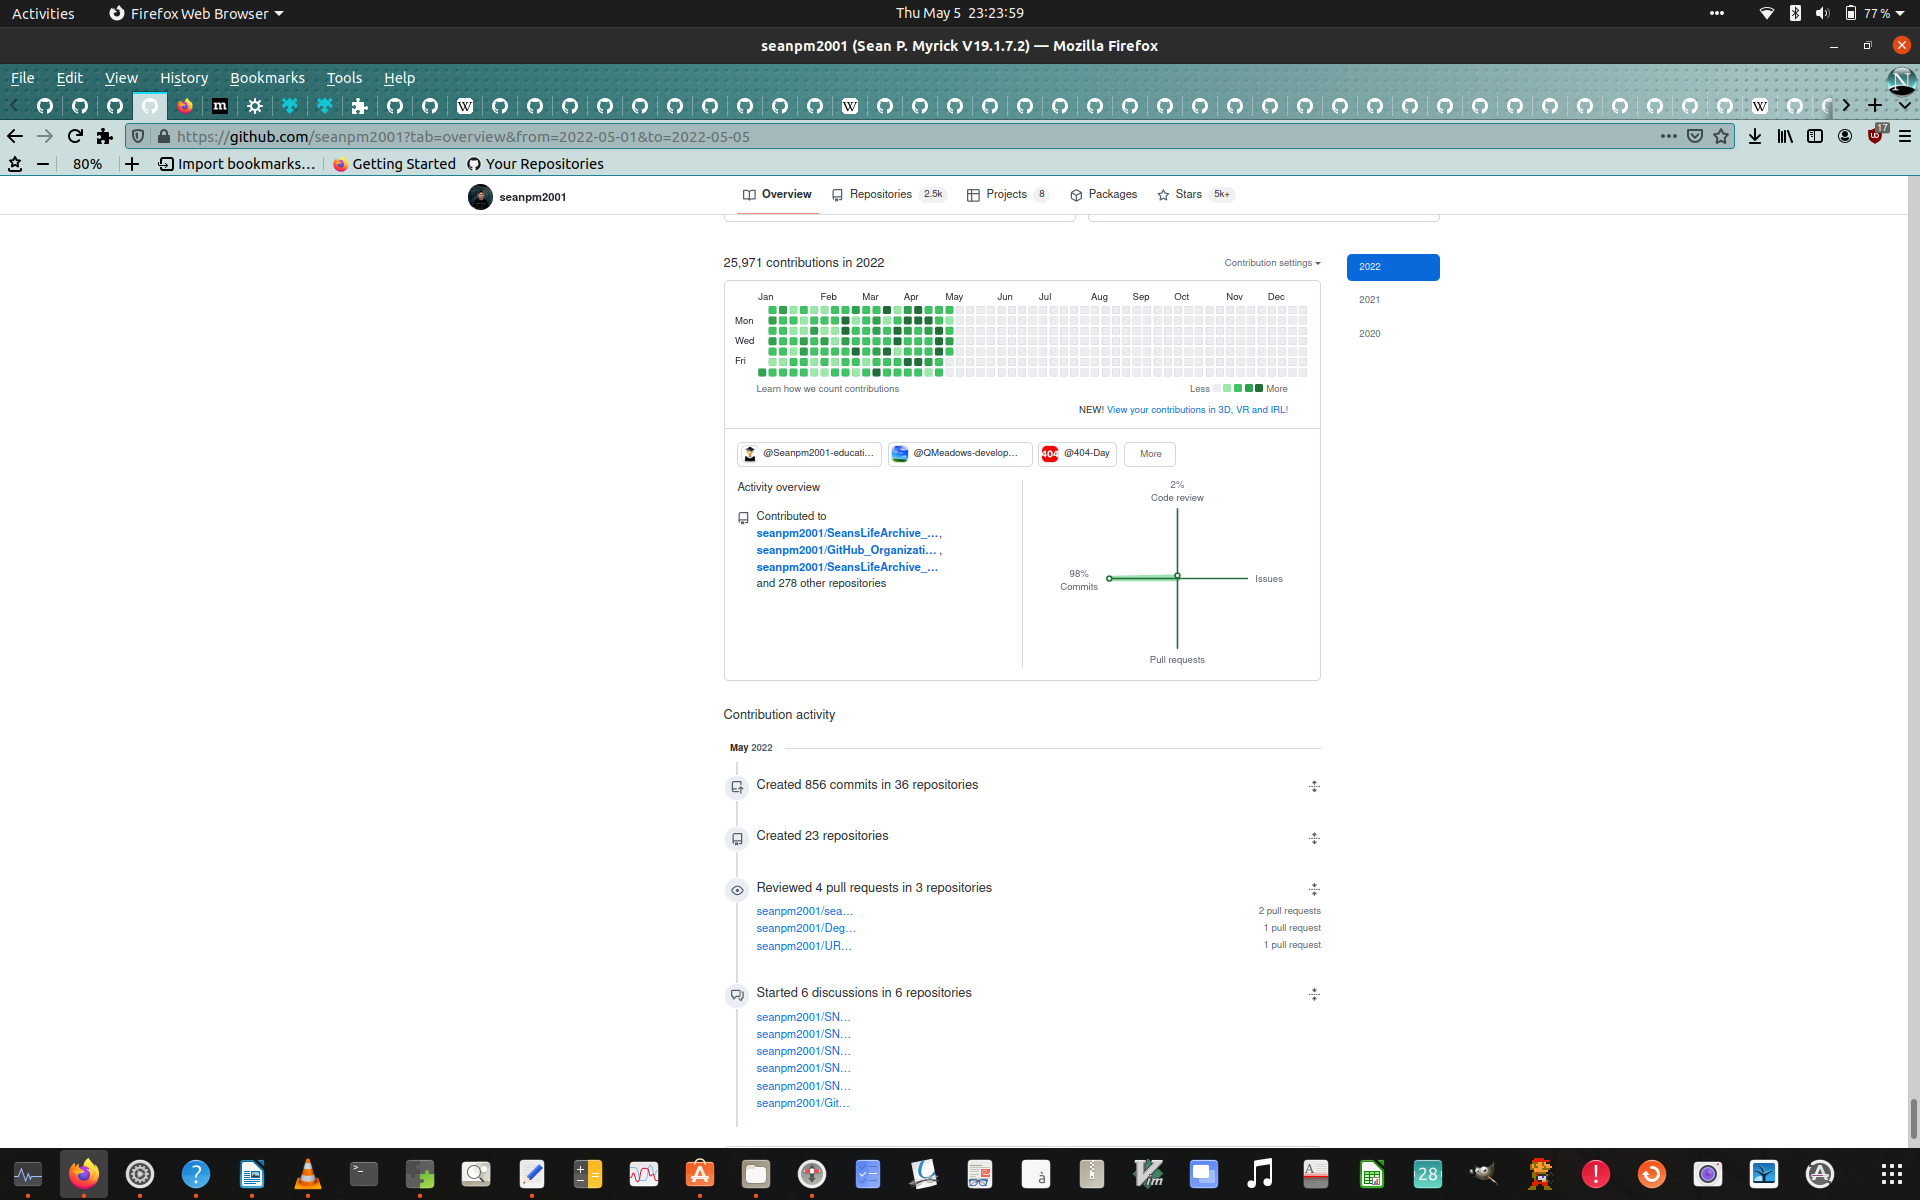 Activities Firefox Web Browser Thu May 5 23:23:59 77 %
seanpm2001 (Sean P. Myrick V19.1.7.2) — Mozilla Firefox
File Edit View History Bookmarks Tools Help
https://github.com/seanpm2001?tab=overview&from=2022-05-01&to=2022-05-05 17
80% Import bookmarks... Getting Started Your Repositories
seanpm2001 Overview Repositories 2.5k Projects 8 Packages Stars 5k+
25,971 contributions in 2022 Contribution settings 2022
2021
2020
Jan Feb Mar Apr May Jun Jul Aug Sep Oct Nov Dec
Mon
Wed
Fri
Learn how we count contributions Less More
NEW! View your contributions in 3D, VR and IRL!
@Seanpm2001-educati... @QMeadows-develop... 404 @404-Day More
Activity overview
Contributed to
seanpm2001/SeansLifeArchive_...,
seanpm2001/GitHub_Organizati... ,
seanpm2001/SeansLifeArchive_...
and 278 other repositories
2%
Code review
98%
Commits
Issues
Pull requests
Contribution activity
May 2022
Created 856 commits in 36 repositories
Created 23 repositories
Reviewed 4 pull requests in 3 repositories
seanpm2001/sea... 2 pull requests
seanpm2001/Deg... 1 pull request
seanpm2001/UR... 1 pull request
Started 6 discussions in 6 repositories
seanpm2001/SN...
seanpm2001/SN...
seanpm2001/SN...
seanpm2001/SN...
seanpm2001/SN...
seanpm2001/Git...
28